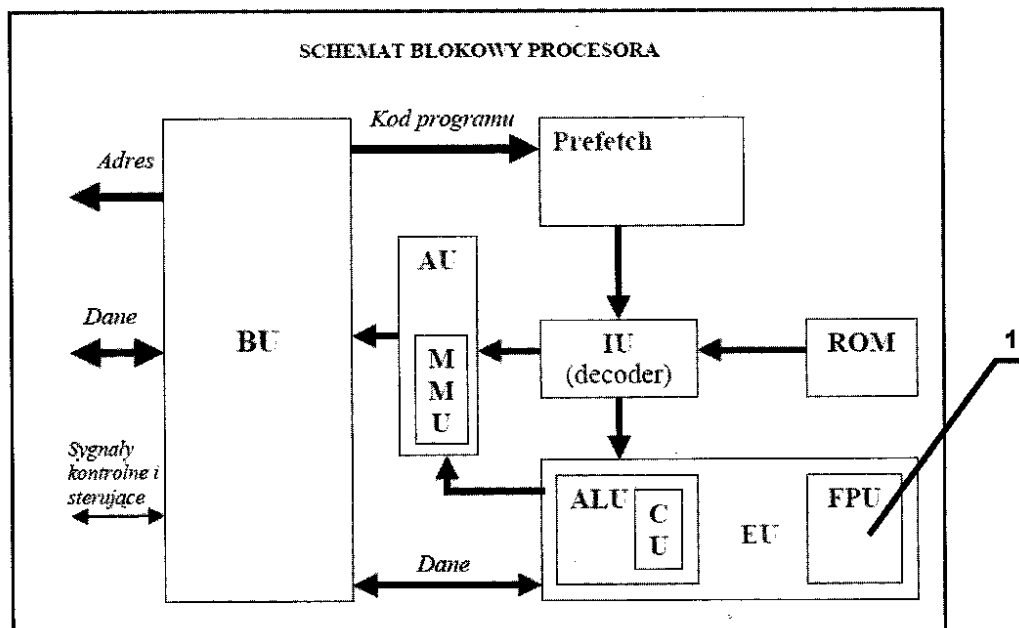 SCHEMAT BLOKOWY PROCESORA
Kod programu
Prefetch
Adres
AU
Dane
BU
M
M
U
IU
(decoder)
ROM
1
Sygnały
kontrolne i
sterujące
ALU
C
U
EU
FPU
Dane